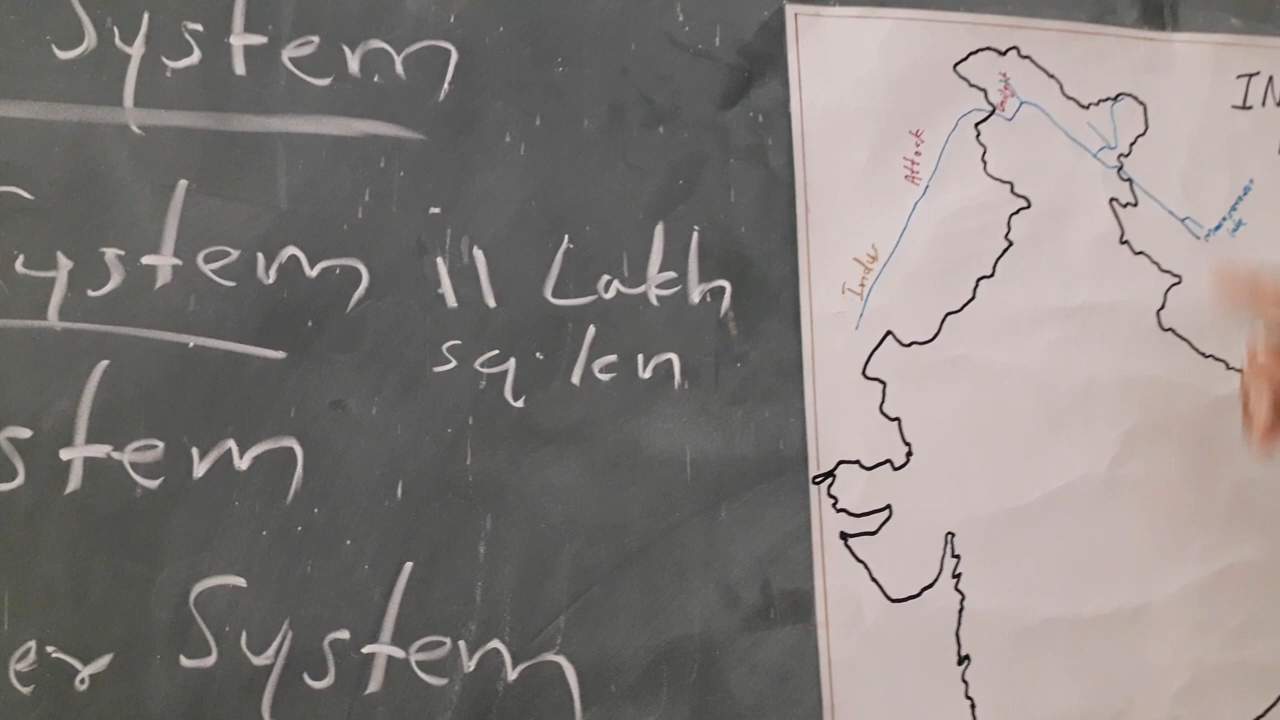 System
ystem 11 Lakh
sq. km
stem
er System
IN
Attock
Indus